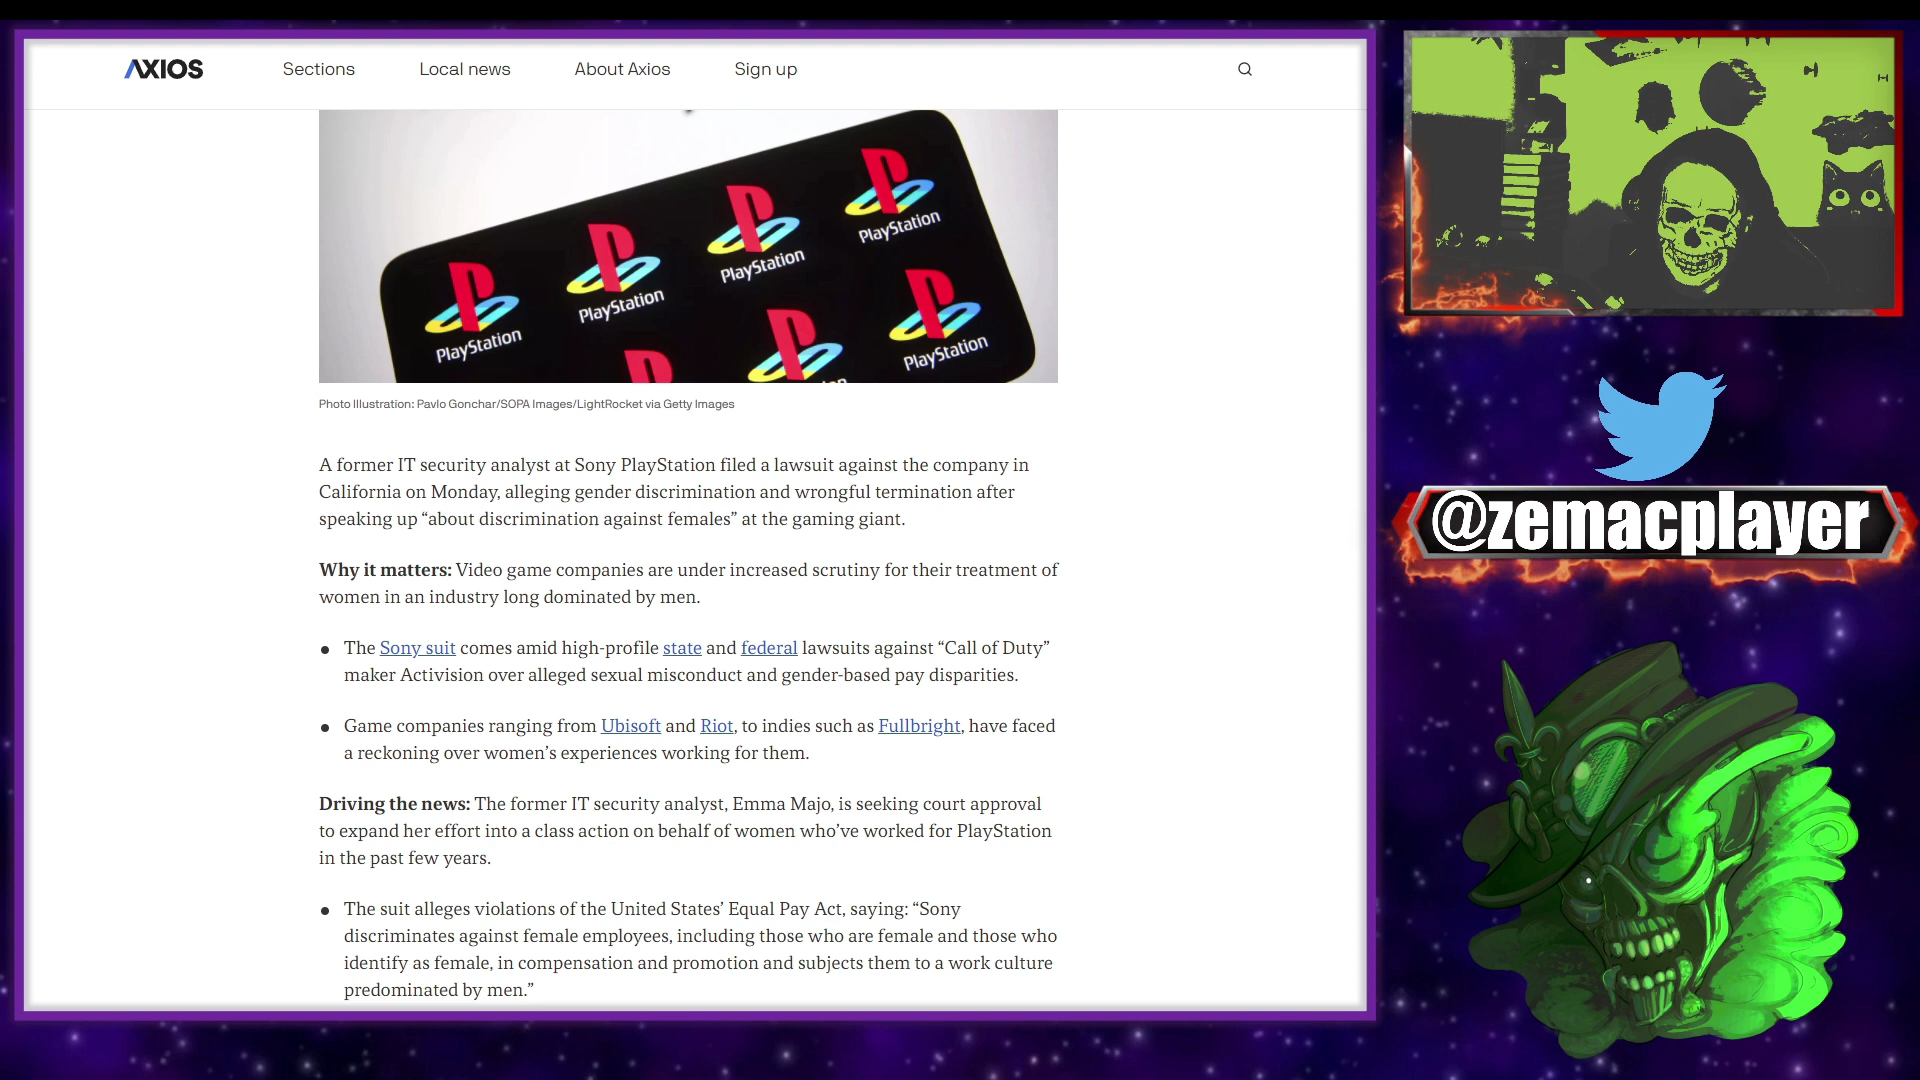 AXIOS
Sections
Local news
About Axios
Sign up
PlayStation
PlayStation
PlayStation
PlayStation
PlayStation
Photo Illustration: Pavlo Gonchar/SOPA Images/LightRocket via Getty Images
A former IT security analyst at Sony PlayStation filed a lawsuit against the company in
California on Monday, alleging gender discrimination and wrongful termination after
speaking up “about discrimination against females” at the gaming giant.
Why it matters: Video game companies are under increased scrutiny for their treatment of
women in an industry long dominated by men.
The Sony suit comes amid high-profile state and federal lawsuits against “Call of Duty”
maker Activision over alleged sexual misconduct and gender-based pay disparities.
Game companies ranging from Ubisoft and Riot, to indies such as Fullbright, have faced
a reckoning over women’s experiences working for them.
Driving the news: The former IT security analyst, Emma Majo, is seeking court approval
to expand her effort into a class action on behalf of women who’ve worked for PlayStation
in the past few years.
The suit alleges violations of the United States’ Equal Pay Act, saying: “Sony
discriminates against female employees, including those who are female and those who
identify as female, in compensation and promotion and subjects them to a work culture
predominated by men.”
@zemacplayer